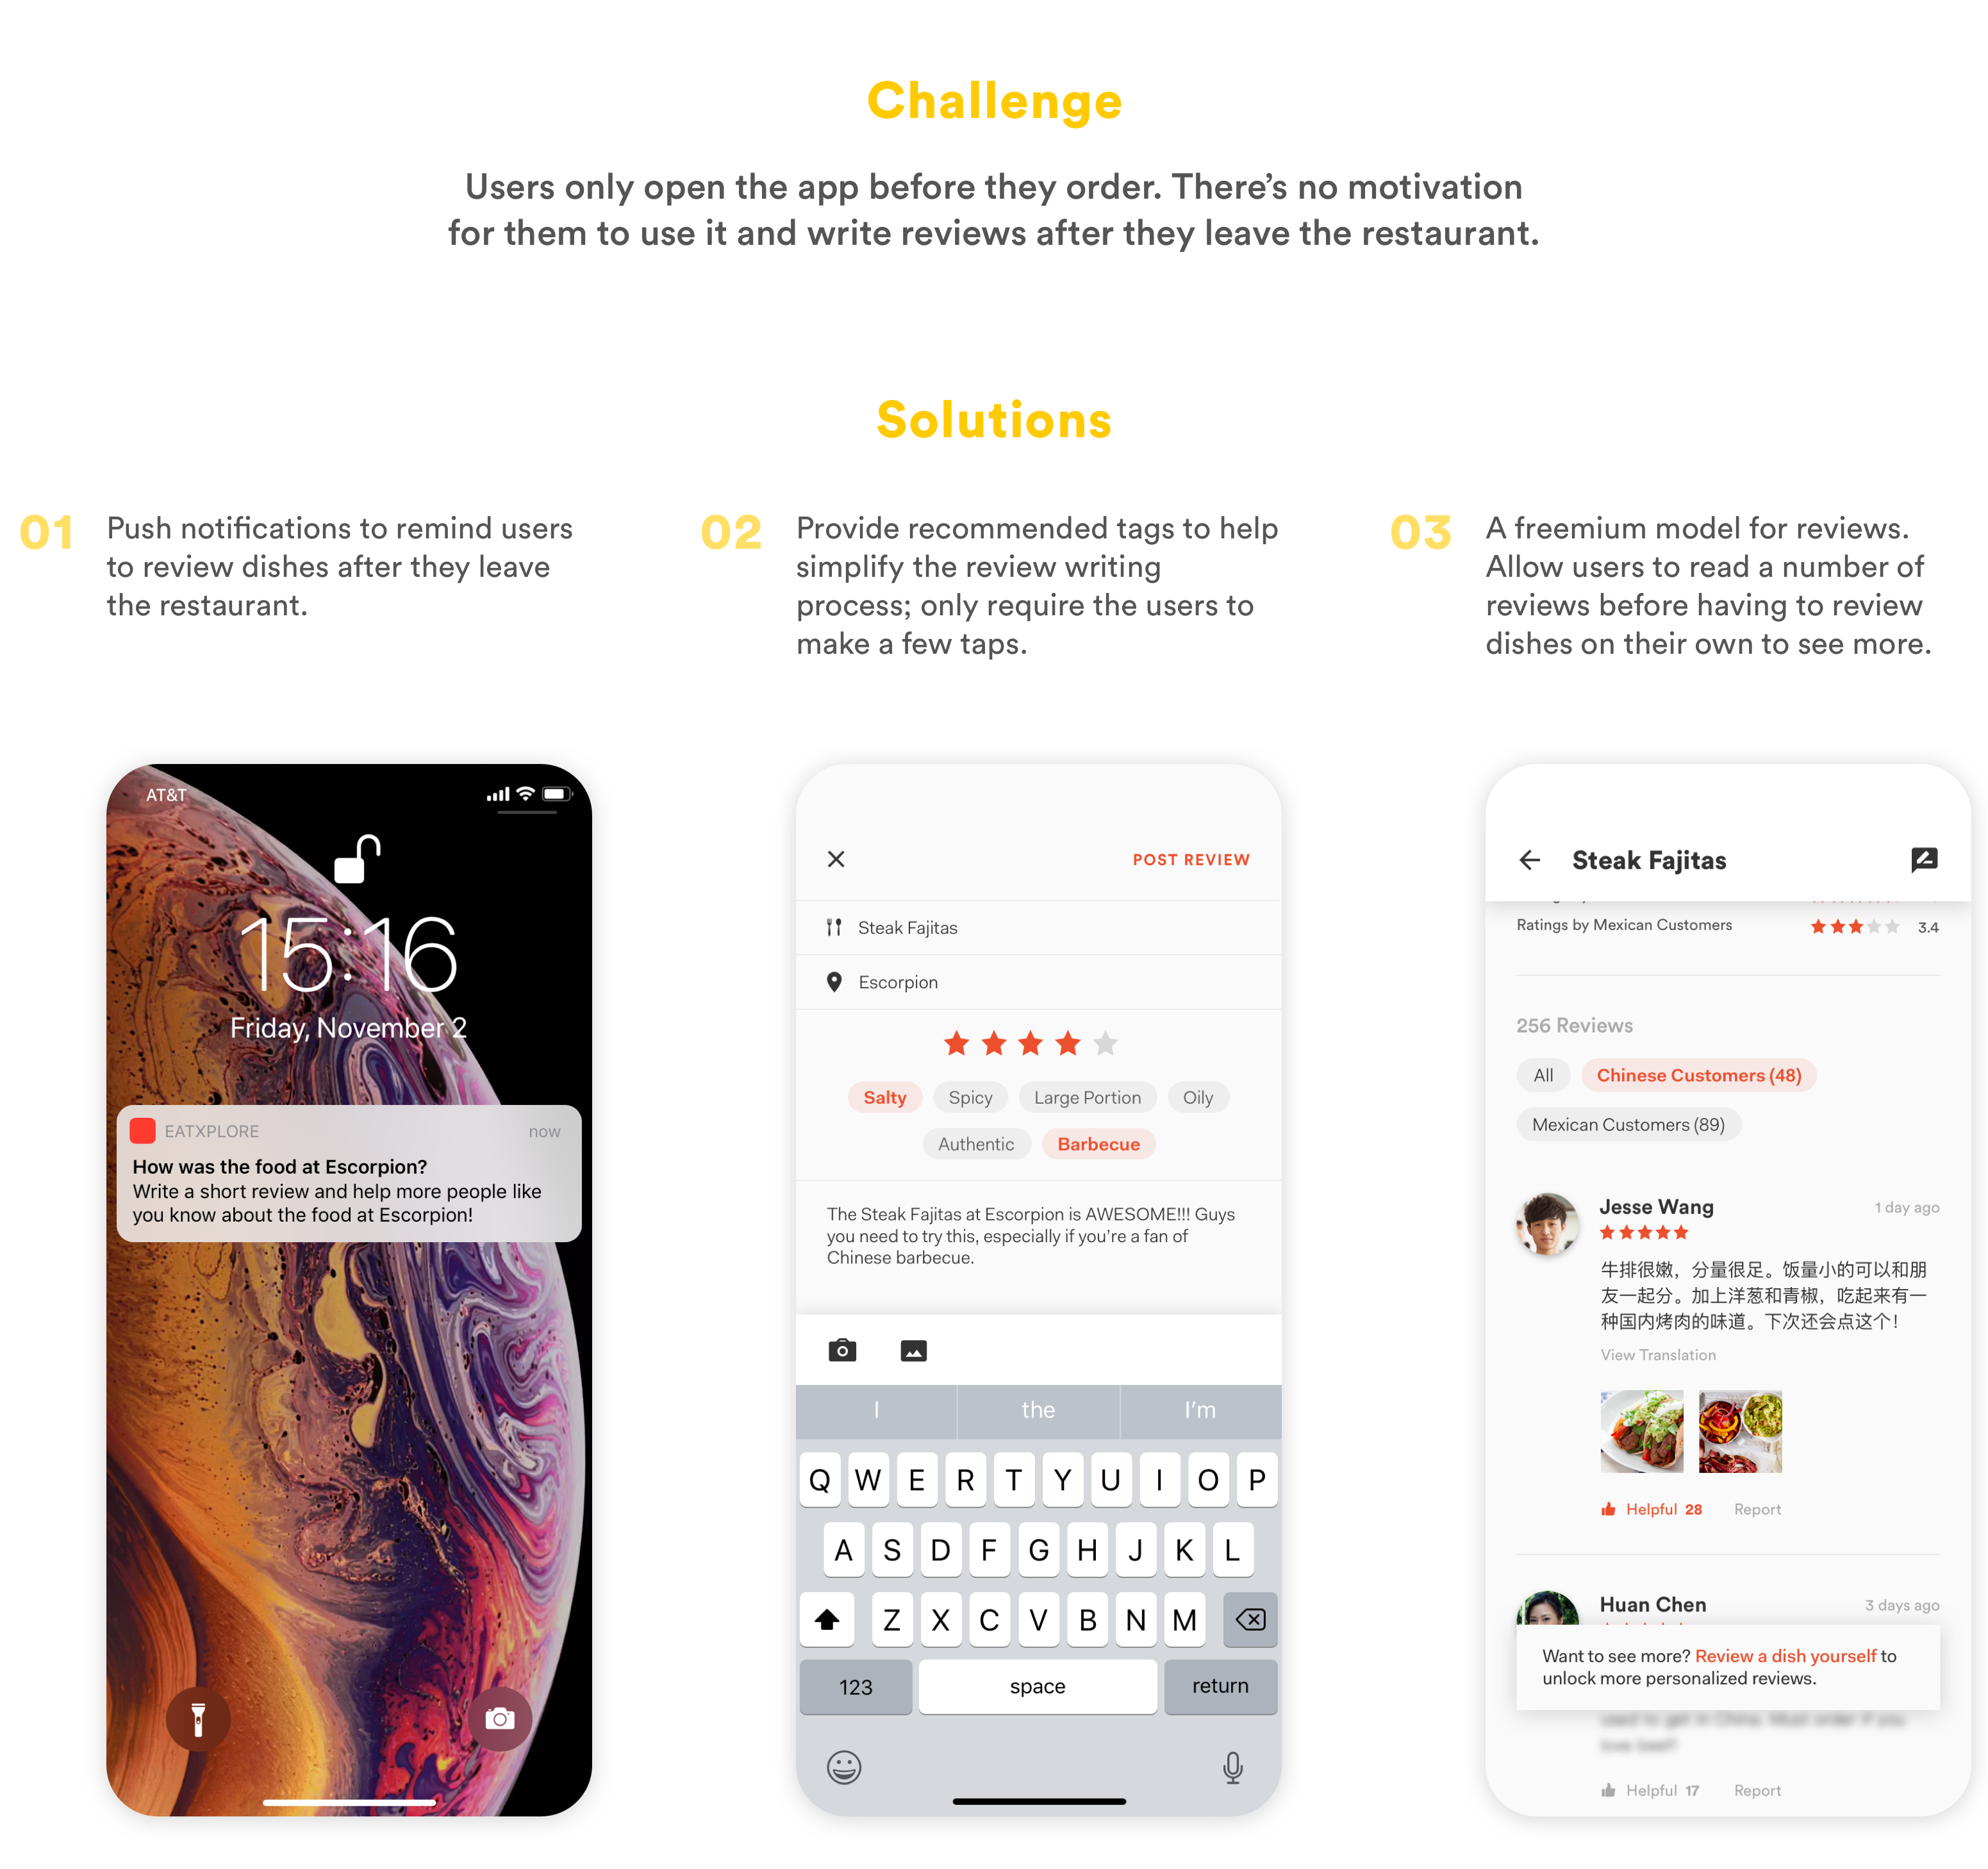 Challenge
Users only open the app before they order. There's no motivation
for them to use it and write reviews after they leave the restaurant.
Solutions
01
Push notifications to remind users
to review dishes after they leave
the restaurant.
02
Provide recommended tags to help
simplify the review writing
process; only require the users to
make a few taps.
03
A freemium model for reviews.
Allow users to read a number of
reviews before having to review
dishes on their own to see more.
AT&T
15:16
Friday, November 2
EATXPLORE now
How was the food at Escorpion?
Write a short review and help more people like
you know about the food at Escorpion!
POST REVIEW
Steak Fajitas
Escorpion
Salty Spicy Large Portion Oily
Authentic Barbecue
The Steak Fajitas at Escorpion is AWESOME!!! Guys
you need to try this, especially if you're a fan of
Chinese barbecue.
I the I'm
Q W E R T Y U I O P
A S D F G H J K L
Z X C V B N M
123 space return
Steak Fajitas
Ratings by Mexican Customers 3.4
256 Reviews
All Chinese Customers (48)
Mexican Customers (89)
Jesse Wang 1 day ago
牛排很嫩，分量很足。饭量小的可以和朋
友一起分。加上洋葱和青椒，吃起来有一
种国内烤肉的味道。下次还会点这个！
View Translation
Helpful 28 Report
Huan Chen 3 days ago
Want to see more? Review a dish yourself to
unlock more personalized reviews.
used to get in China. Must order if you
love beef!
Helpful 17 Report